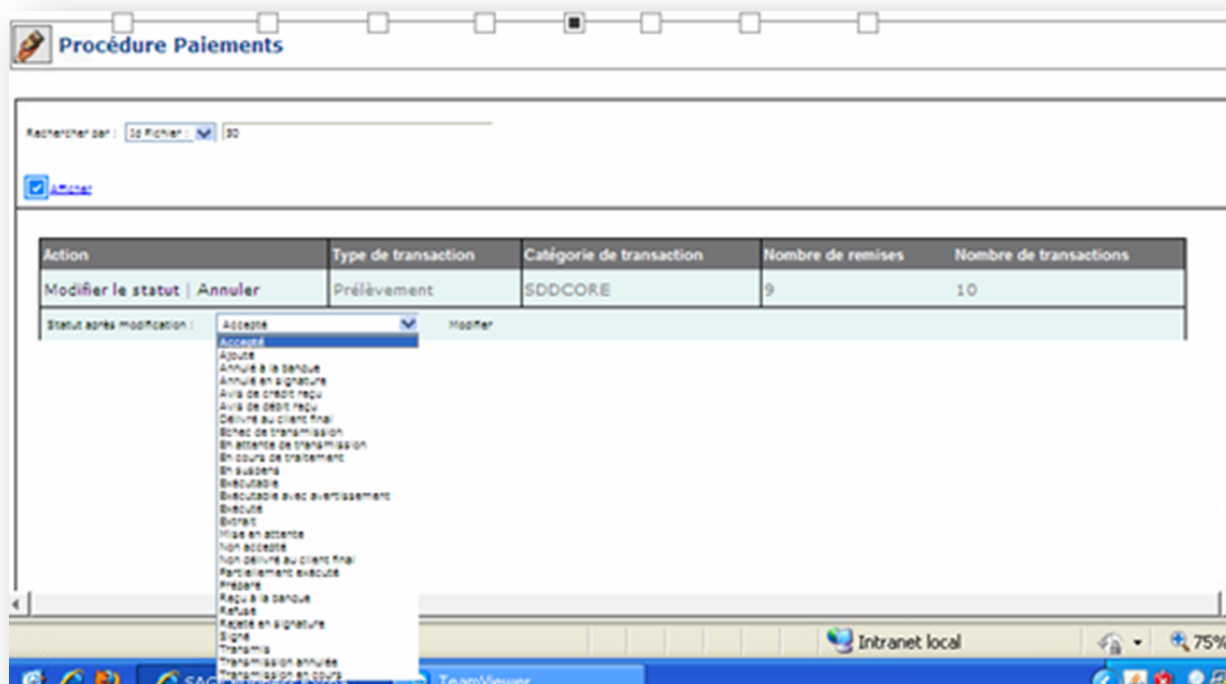 Procédure Paiements
Rechercher par : Id Fichier : 30
Afficher
Action Type de transaction Catégorie de transaction Nombre de remises Nombre de transactions
Modifier le statut | Annuler Prélèvement SDDCORE 9 10
Statut après modification : Accepté Modifier
Accepté
Ajouté
Annulé à la banque
Annulé en signature
Avis de crédit reçu
Avis de débit reçu
Délivré au client final
Echec de transmission
En attente de transmission
En cours de traitement
En suspens
Exécutable
Exécutable avec avertissement
Exécuté
Extrait
Mise en attente
Non accepté
Non délivré au client final
Partiellement exécuté
Préparé
Reçu à la banque
Refusé
Rejeté en signature
Signé
Transmis
Transmission annulée
Transmission en cours
Intranet local 75%
TeamViewer